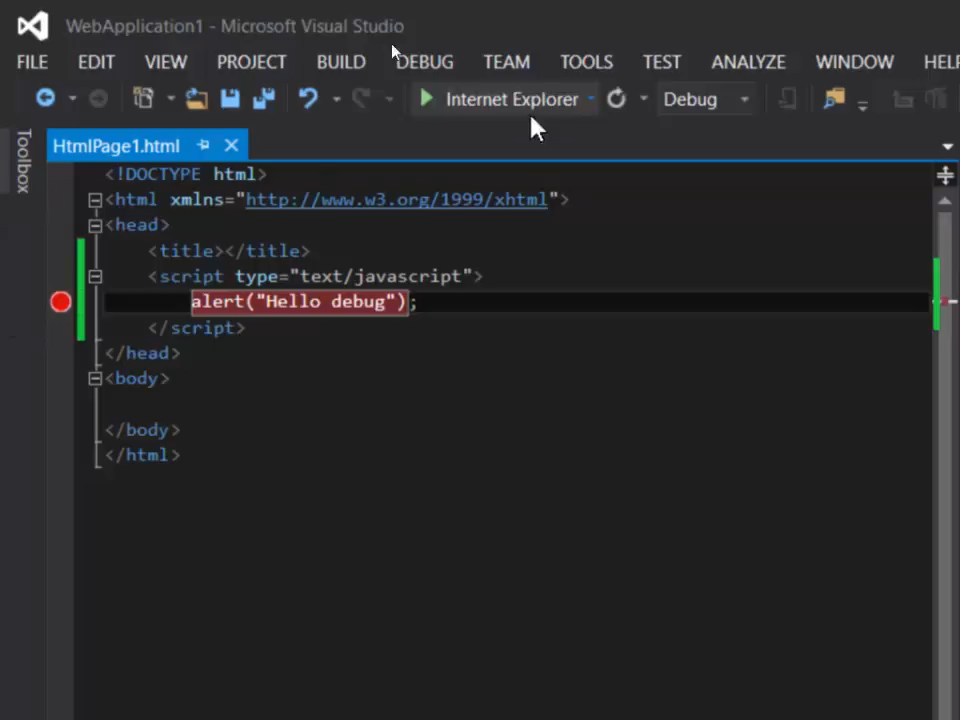 WebApplication1 - Microsoft Visual Studio
FILE EDIT VIEW PROJECT BUILD DEBUG TEAM TOOLS TEST ANALYZE WINDOW HEL
Internet Explorer Debug
Toolbox
HtmlPage1.html
<!DOCTYPE html>
<html xmlns="http://www.w3.org/1999/xhtml">
<head>
<title></title>
<script type="text/javascript">
alert("Hello debug");
</script>
</head>
<body>
</body>
</html>